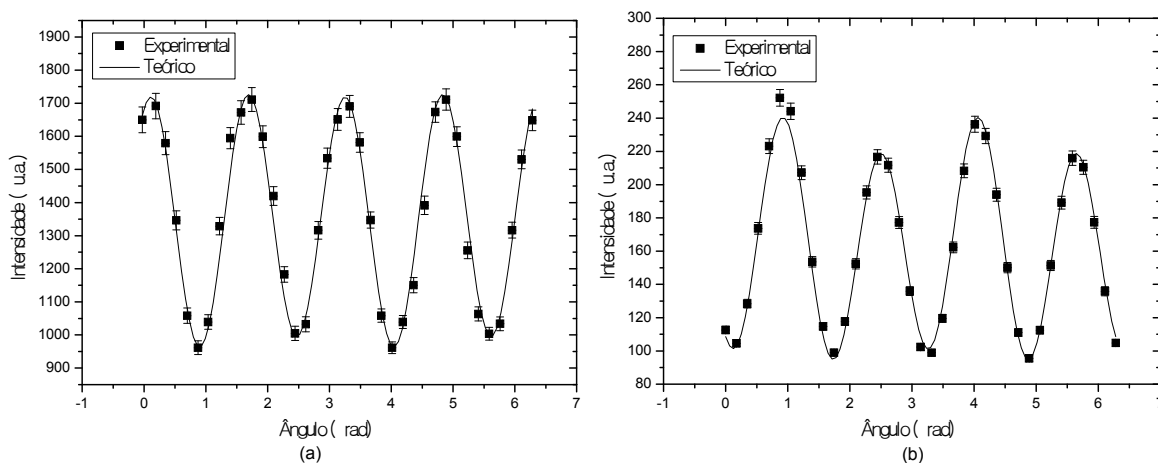 1950
1900
1800
1700
1600
1500
1400
1300
1200
1100
1000
900
850
Intensidade ( u.a.)
Experimental
Teórico
-1 0 1 2 3 4 5 6 7
Ângulo ( rad)
(a)
300
280
260
240
220
200
180
160
140
120
100
80
Intensidade ( u.a.)
Experimental
Teórico
-1 0 1 2 3 4 5 6 7
Ângulo ( rad)
(b)